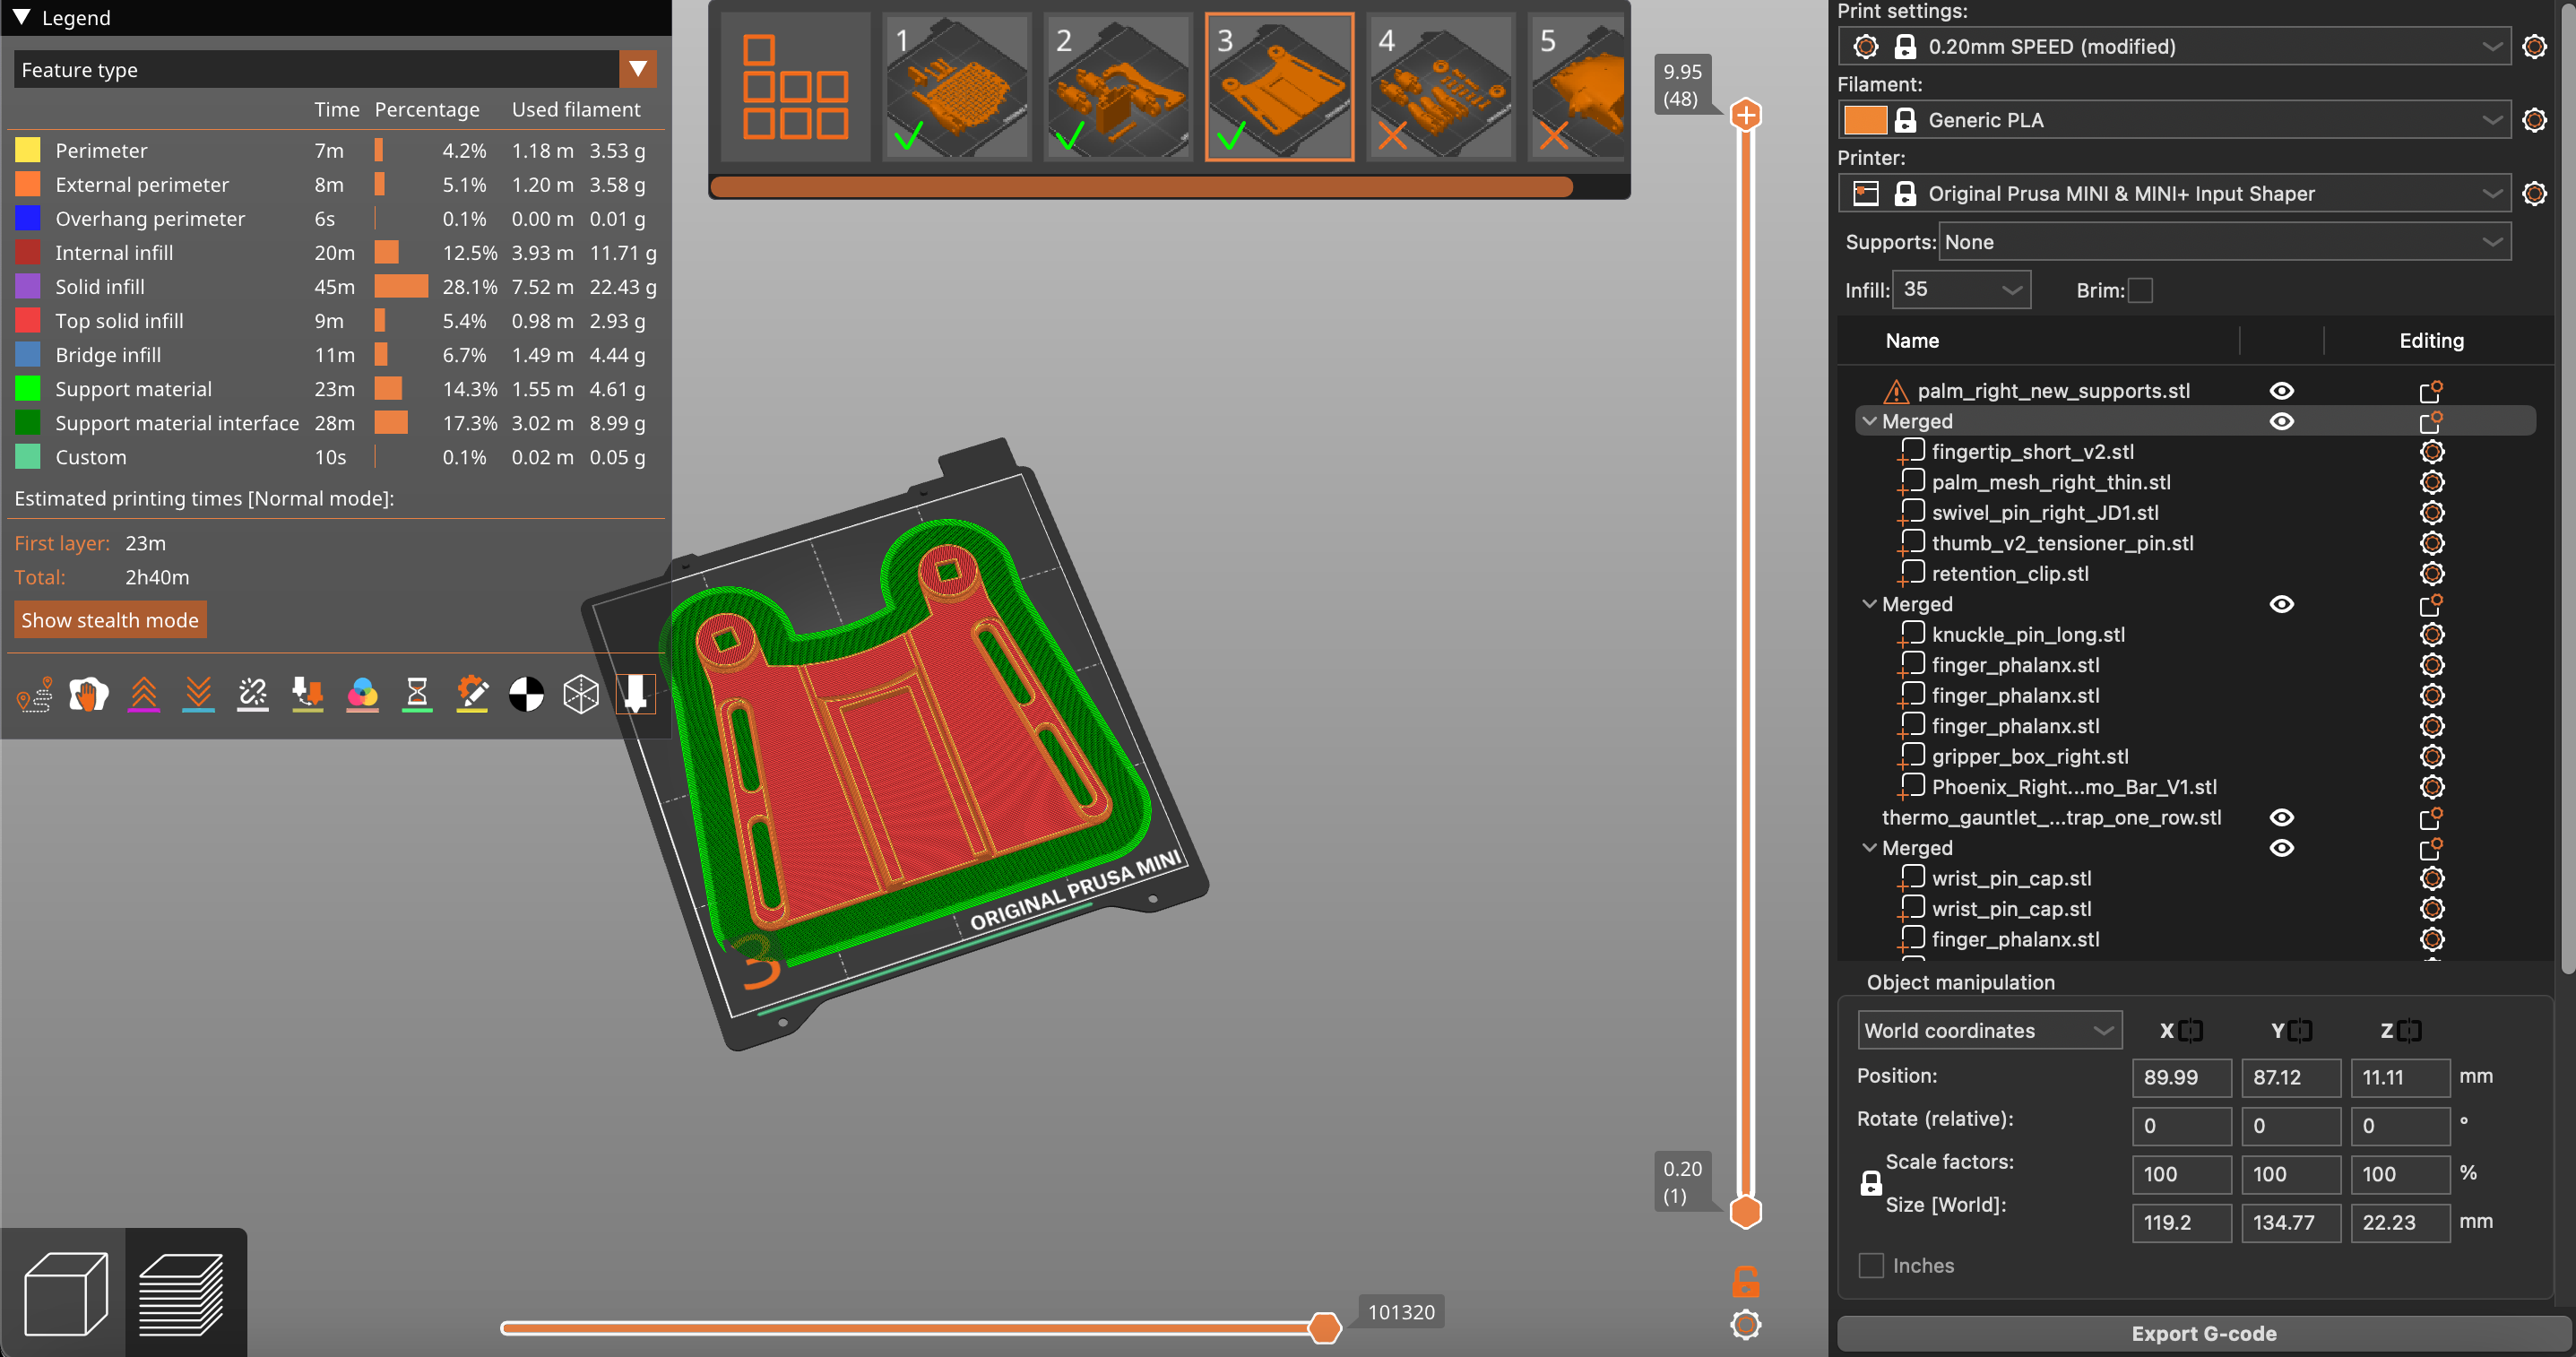 Legend
Feature type
Time Percentage Used filament
Perimeter 7m 4.2% 1.18 m 3.53 g
External perimeter 8m 5.1% 1.20 m 3.58 g
Overhang perimeter 6s 0.1% 0.00 m 0.01 g
Internal infill 20m 12.5% 3.93 m 11.71 g
Solid infill 45m 28.1% 7.52 m 22.43 g
Top solid infill 9m 5.4% 0.98 m 2.93 g
Bridge infill 11m 6.7% 1.49 m 4.44 g
Support material 23m 14.3% 1.55 m 4.61 g
Support material interface 28m 17.3% 3.02 m 8.99 g
Custom 10s 0.1% 0.02 m 0.05 g
Estimated printing times [Normal mode]:
First layer: 23m
Total: 2h40m
Show stealth mode
1 2 3 4 5
9.95
(48)
ORIGINAL PRUSA MINI
3
0.20
(1)
101320
Print settings:
0.20mm SPEED (modified)
Filament:
Generic PLA
Printer:
Original Prusa MINI & MINI+ Input Shaper
Supports: None
Infill: 35 Brim:
Name Editing
palm_right_new_supports.stl
Merged
fingertip_short_v2.stl
palm_mesh_right_thin.stl
swivel_pin_right_JD1.stl
thumb_v2_tensioner_pin.stl
retention_clip.stl
Merged
knuckle_pin_long.stl
finger_phalanx.stl
finger_phalanx.stl
finger_phalanx.stl
gripper_box_right.stl
Phoenix_Right...mo_Bar_V1.stl
thermo_gauntlet_...trap_one_row.stl
Merged
wrist_pin_cap.stl
wrist_pin_cap.stl
finger_phalanx.stl
Object manipulation
World coordinates X Y Z
Position: 89.99 87.12 11.11 mm
Rotate (relative): 0 0 0 °
Scale factors: 100 100 100 %
Size [World]: 119.2 134.77 22.23 mm
Inches
Export G-code